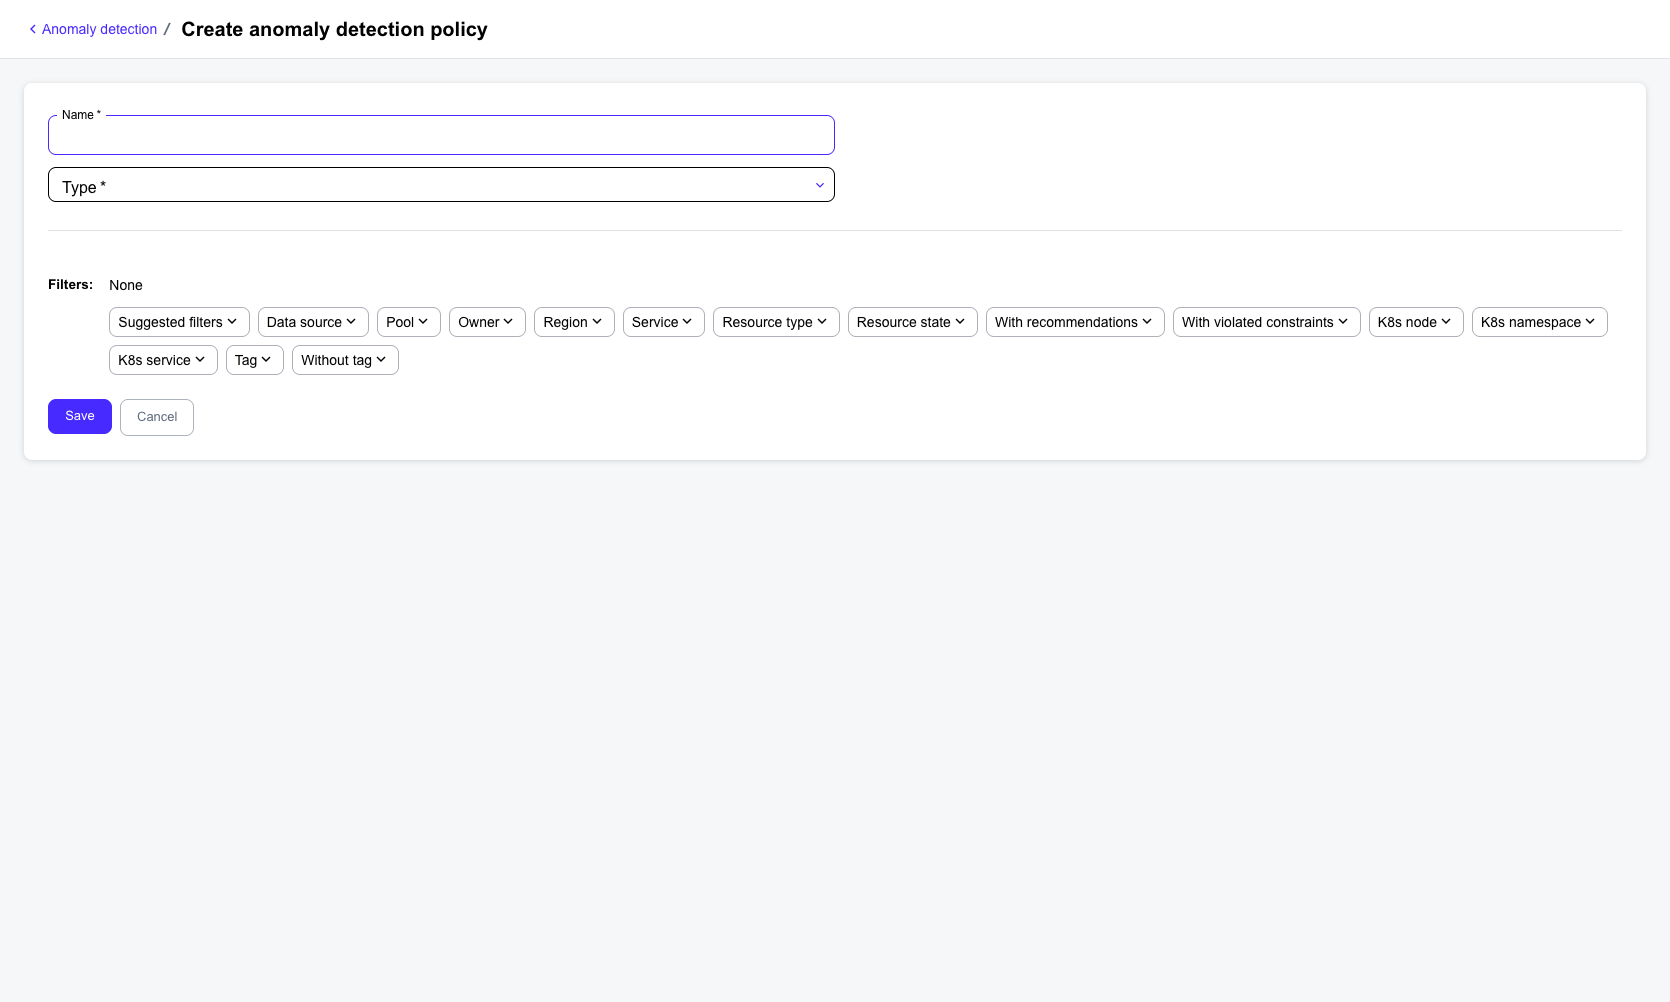 Anomaly detection / Create anomaly detection policy
Name *
Type *
Filters: None
Suggested filters Data source Pool Owner Region Service Resource type Resource state With recommendations With violated constraints K8s node K8s namespace
K8s service Tag Without tag
Save Cancel